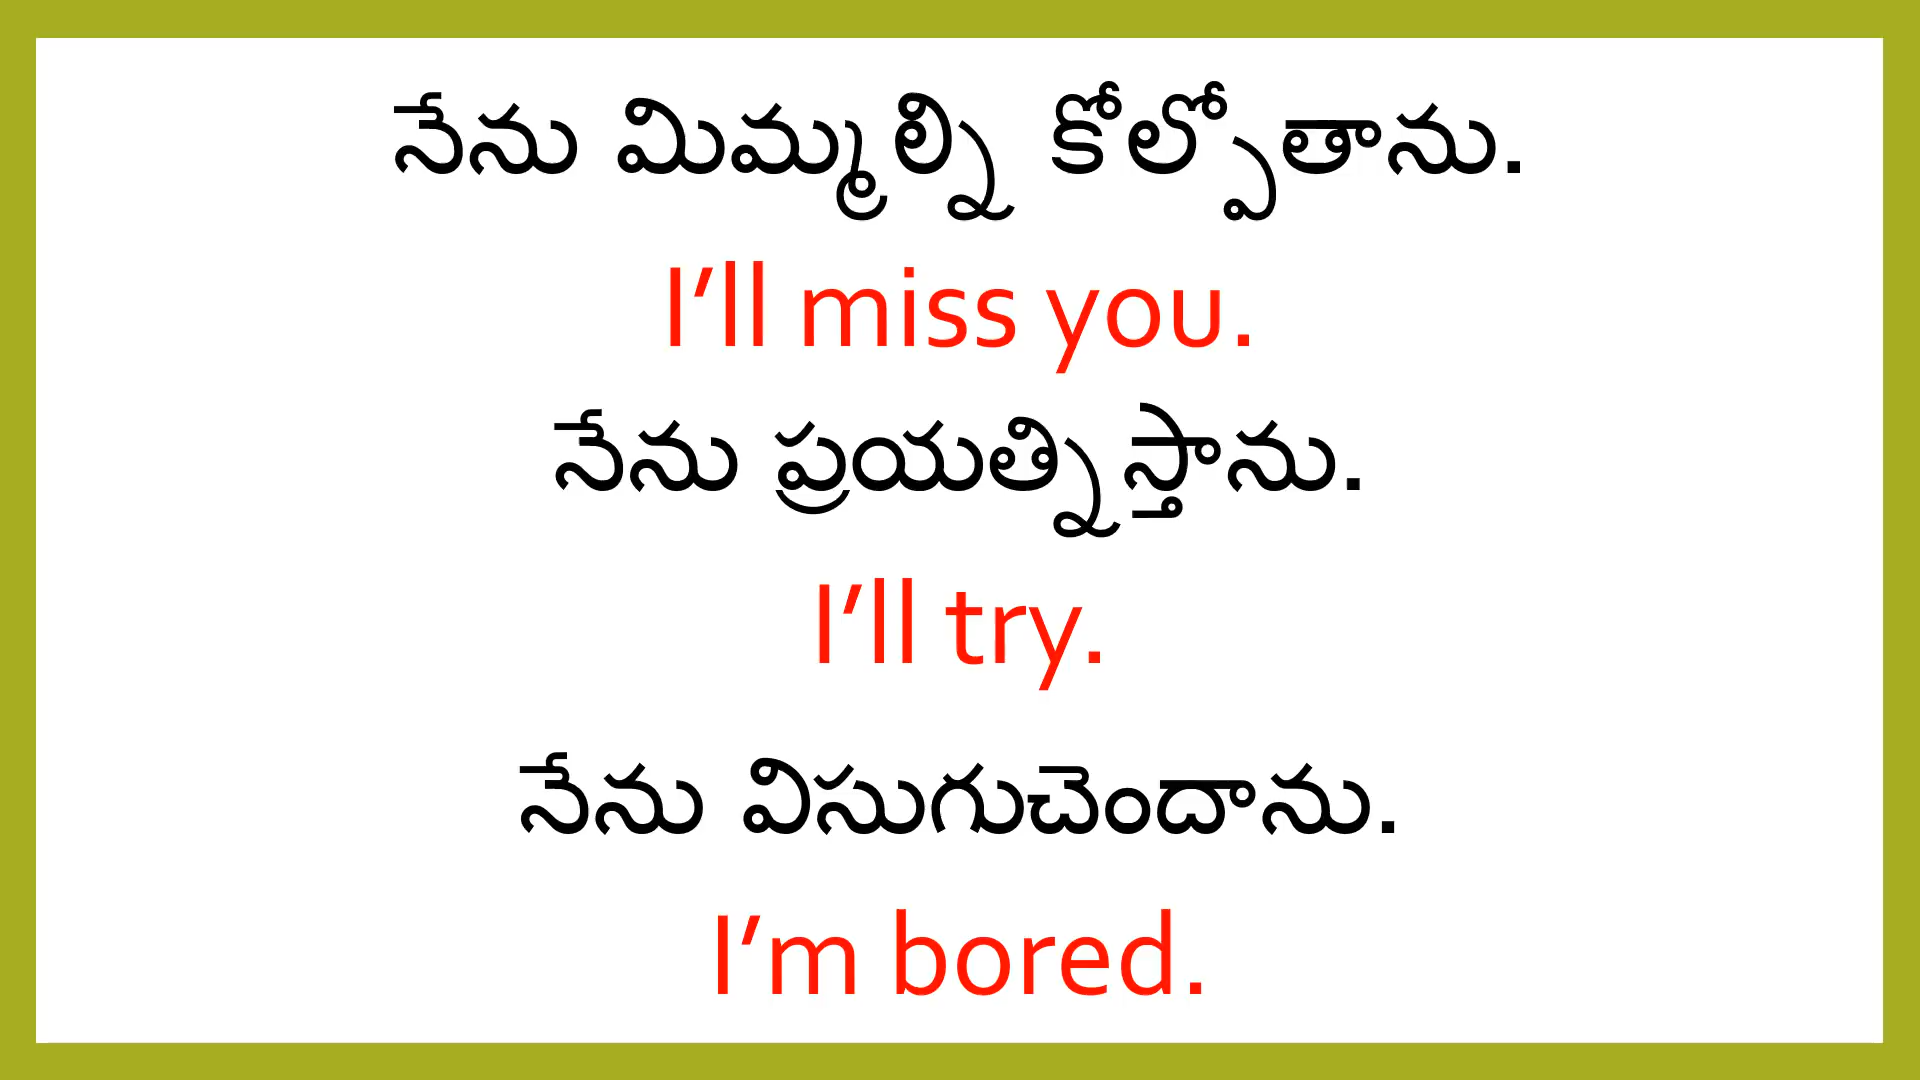 నేను మిమ్మల్ని కోల్పోతాను.
I’ll miss you.
నేను ప్రయత్నిస్తాను.
I’ll try.
నేను విసుగుచెందాను.
I’m bored.